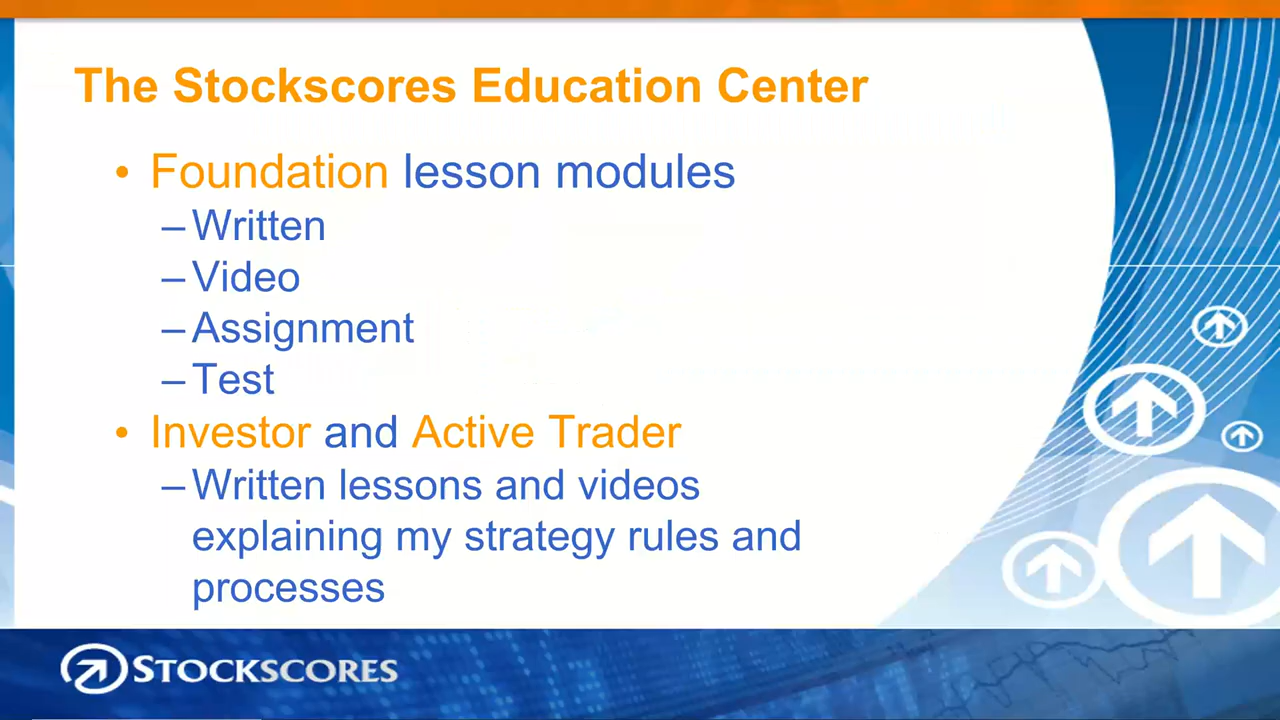 The Stockscores Education Center
• Foundation lesson modules
–Written
–Video
–Assignment
–Test
• Investor and Active Trader
–Written lessons and videos
explaining my strategy rules and
processes
STOCKSCORES